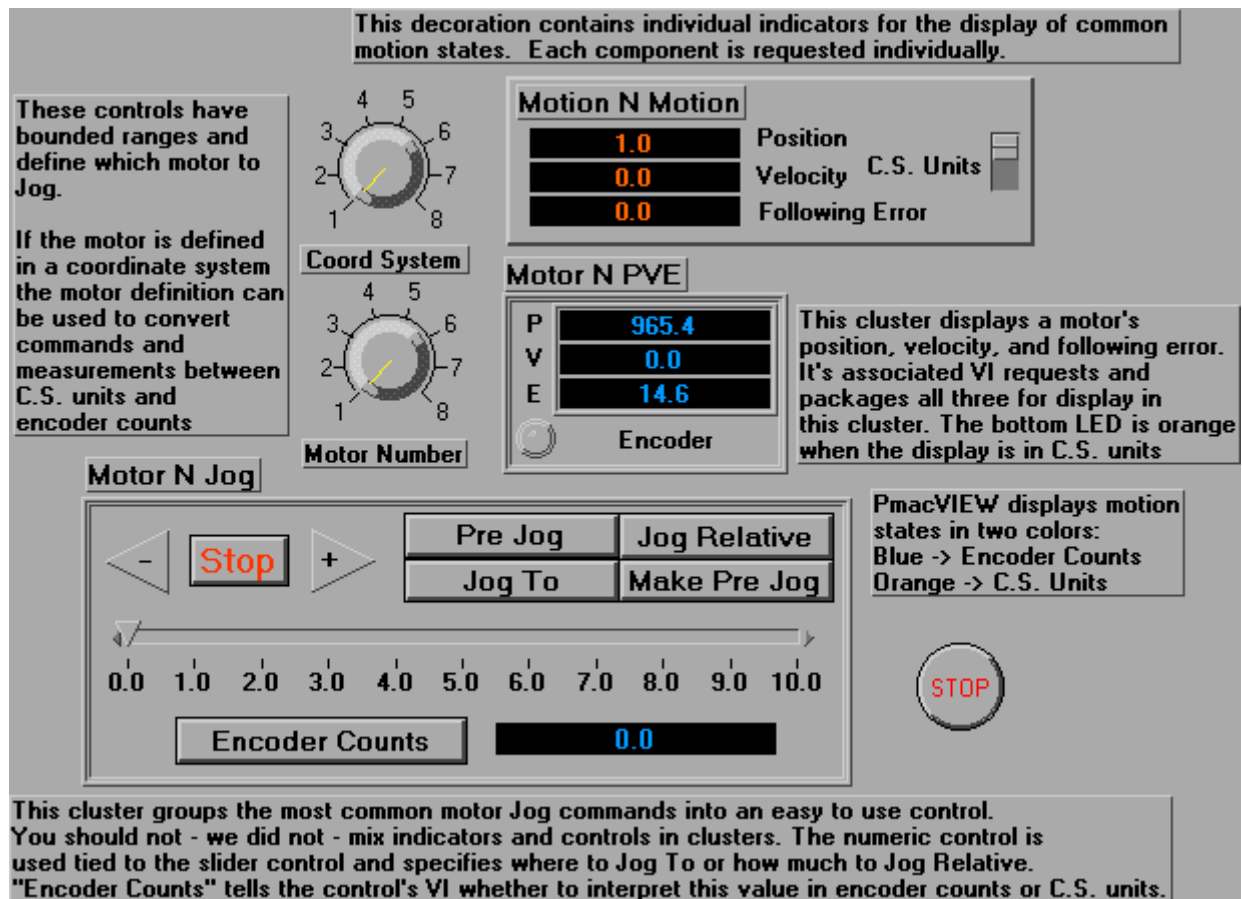 This decoration contains individual indicators for the display of common
motion states.  Each component is requested individually.
These controls have
bounded ranges and
define which motor to
Jog.
If the motor is defined
in a coordinate system
the motor definition can
be used to convert
commands and
measurements between
C.S. units and
encoder counts
4 5
3 6
2 7
1 8
Coord System
4 5
3 6
2 7
1 8
Motor Number
Motion N Motion
1.0 Position
0.0 Velocity C.S. Units
0.0 Following Error
Motor N PVE
P 965.4
V 0.0
E 14.6
Encoder
This cluster displays a motor's
position, velocity, and following error.
It's associated VI requests and
packages all three for display in
this cluster. The bottom LED is orange
when the display is in C.S. units
Motor N Jog
- Stop +
Pre Jog Jog Relative
Jog To Make Pre Jog
0.0 1.0 2.0 3.0 4.0 5.0 6.0 7.0 8.0 9.0 10.0
Encoder Counts 0.0
PmacVIEW displays motion
states in two colors:
Blue -> Encoder Counts
Orange -> C.S. Units
STOP
This cluster groups the most common motor Jog commands into an easy to use control.
You should not - we did not - mix indicators and controls in clusters. The numeric control is
used tied to the slider control and specifies where to Jog To or how much to Jog Relative.
"Encoder Counts" tells the control's VI whether to interpret this value in encoder counts or C.S. units.